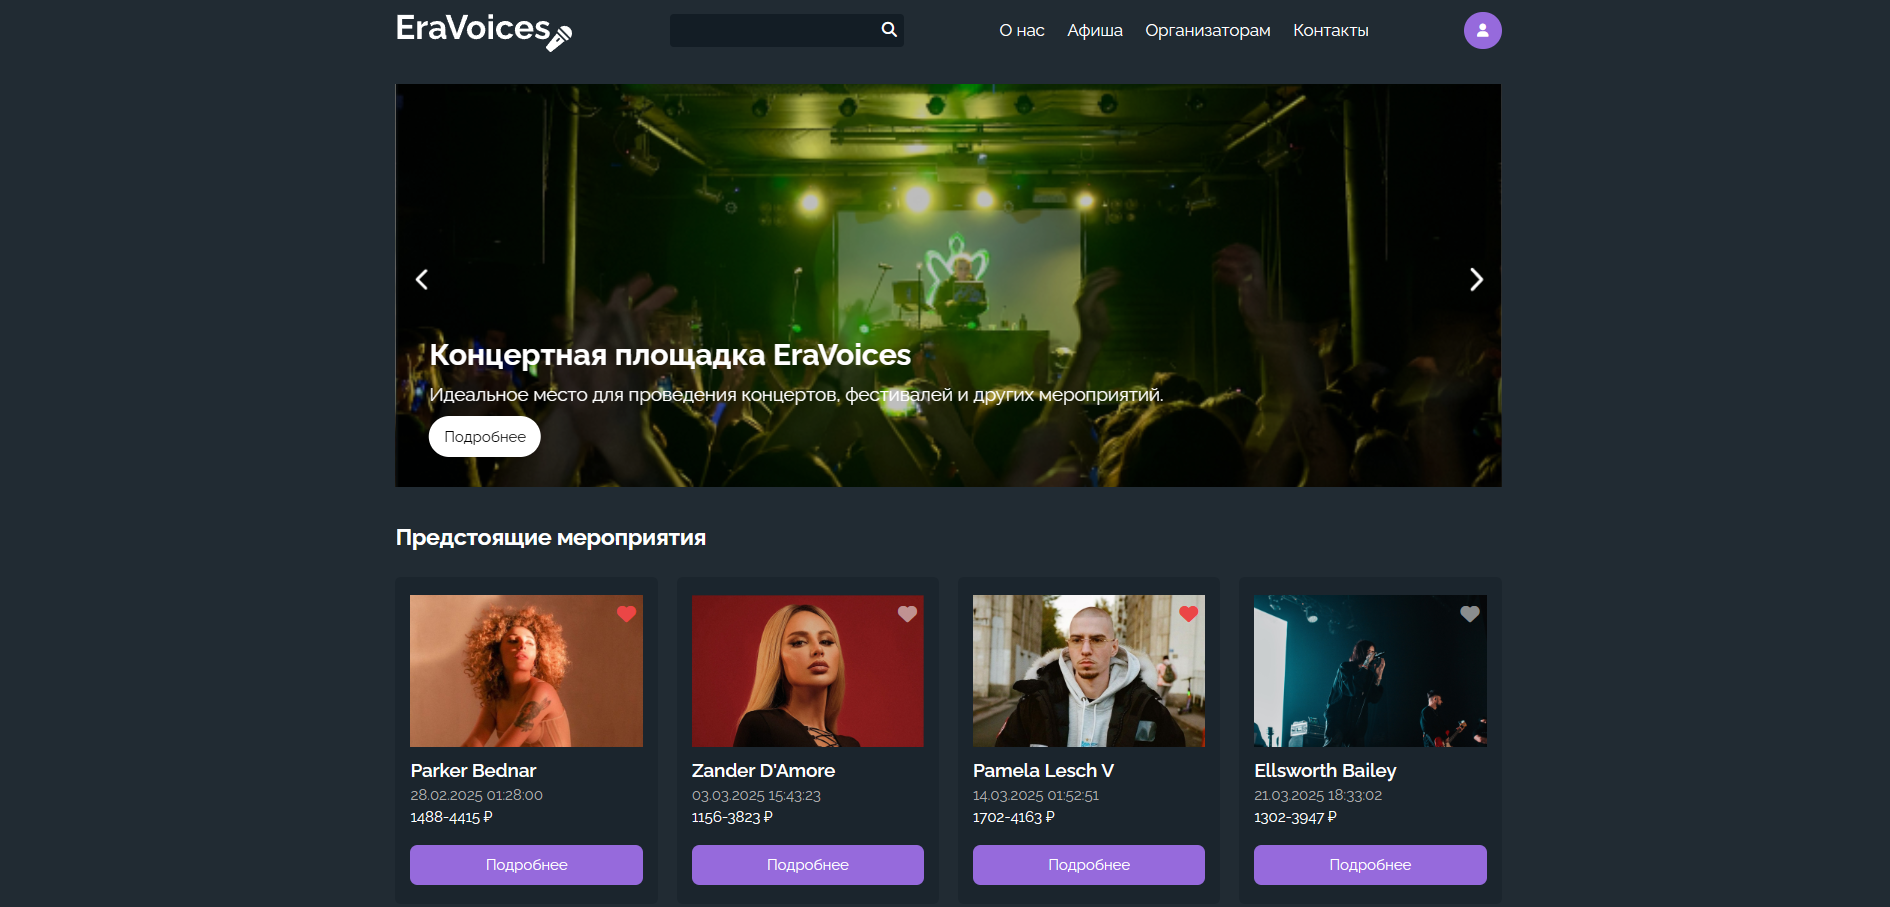 EraVoices
О нас Афиша Организаторам Контакты
Концертная площадка EraVoices
Идеальное место для проведения концертов, фестивалей и других мероприятий.
Подробнее
Предстоящие мероприятия
Parker Bednar
28.02.2025 01:28:00
1488-4415 ₽
Подробнее
Zander D'Amore
03.03.2025 15:43:23
1156-3823 ₽
Подробнее
Pamela Lesch V
14.03.2025 01:52:51
1702-4163 ₽
Подробнее
Ellsworth Bailey
21.03.2025 18:33:02
1302-3947 ₽
Подробнее